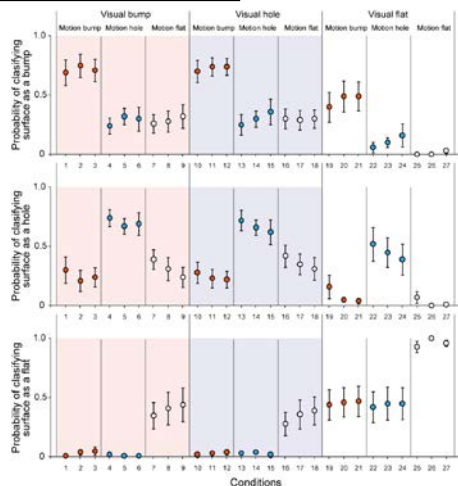 Visual bump Visual hole Visual flat
Motion bump Motion hole Motion flat Motion bump Motion hole Motion flat Motion bump Motion hole Motion flat
Probability of clasifying
surface as a bump
1.0
0.5
0
1 2 3 4 5 6 7 8 9 10 11 12 13 14 15 16 17 18 19 20 21 22 23 24 25 26 27
Probability of clasifying
surface as a hole
1.0
0.5
0
1 2 3 4 5 6 7 8 9 10 11 12 13 14 15 16 17 18 19 20 21 22 23 24 25 26 27
Probability of clasifying
surface as a flat
1.0
0.5
0
1 2 3 4 5 6 7 8 9 10 11 12 13 14 15 16 17 18 19 20 21 22 23 24 25 26 27
Conditions